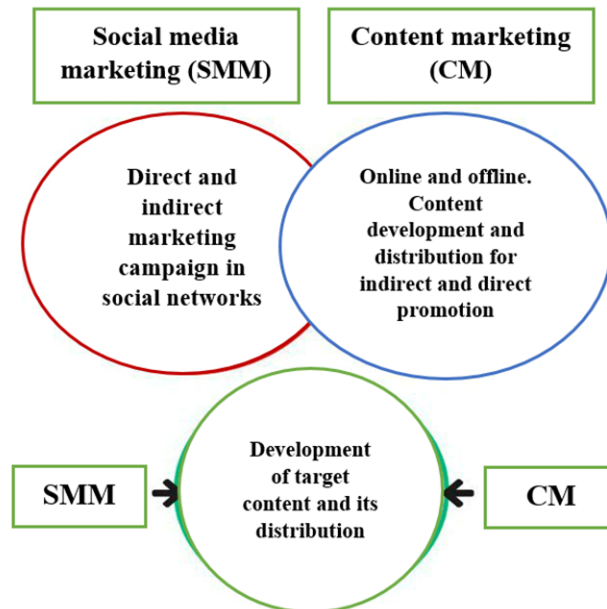 Social media
marketing (SMM)
Content marketing
(CM)
Direct and
indirect
marketing
campaign in
social networks
Online and offline.
Content
development and
distribution for
indirect and direct
promotion
SMM
Development
of target
content and its
distribution
CM